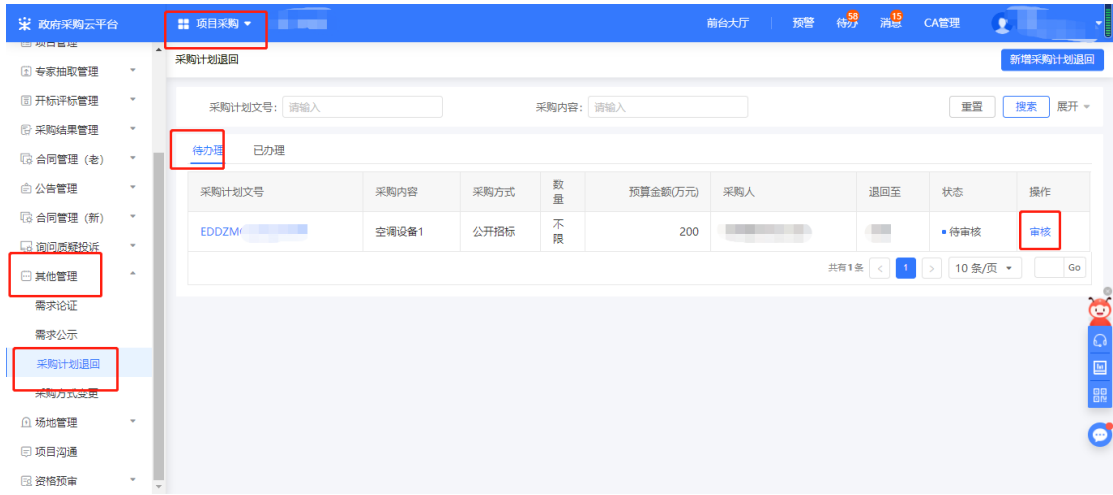 政府采购云平台
项目采购
前台大厅
预警
待办
58
消息
15
CA管理
项目管理
专家抽取管理
开标评标管理
采购结果管理
合同管理（老）
公告管理
合同管理（新）
询问质疑投诉
其他管理
需求论证
需求公示
采购计划退回
采购方式变更
场地管理
项目沟通
资格预审
采购计划退回
新增采购计划退回
采购计划文号： 请输入 采购内容： 请输入 重置 搜索 展开
待办理 已办理
采购计划文号 采购内容 采购方式 数量 预算金额(万元) 采购人 退回至 状态 操作
EDDZM 空调设备1 公开招标 不限 200 待审核 审核
共有1条 < 1 > 10 条/页 Go